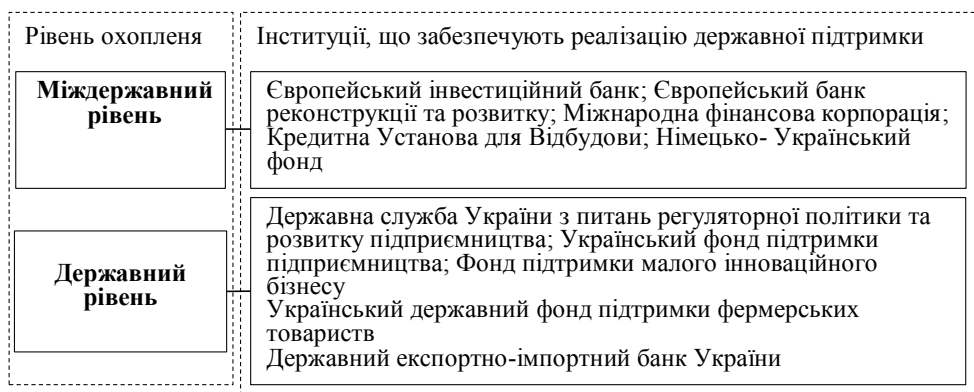 Рівень охопленя
Інституції, що забезпечують реалізацію державної підтримки
Міждержавний
рівень
Європейський інвестиційний банк; Європейський банк
реконструкції та розвитку; Міжнародна фінансова корпорація;
Кредитна Установа для Відбудови; Німецько- Український
фонд
Державний
рівень
Державна служба України з питань регуляторної політики та
розвитку підприємництва; Український фонд підтримки
підприємництва; Фонд підтримки малого інноваційного
бізнесу
Український державний фонд підтримки фермерських
товариств
Державний експортно-імпортний банк України